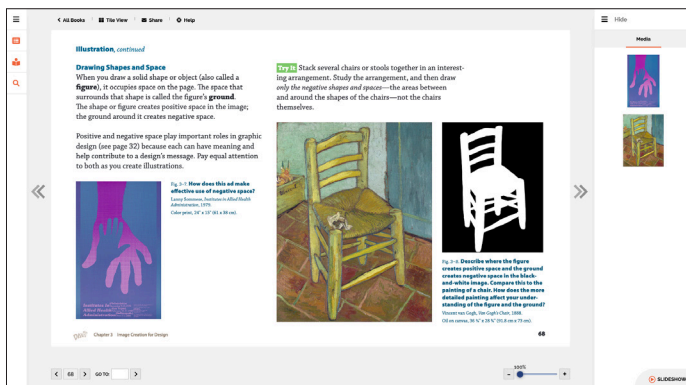 All Books
Tile View
Share
Help
Hide
Media
Illustration, continued
Drawing Shapes and Space
When you draw a solid shape or object (also called a
figure), it occupies space on the page. The space that
surrounds that shape is called the figure's ground.
The shape or figure creates positive space in the image;
the ground around it creates negative space.
Positive and negative space play important roles in graphic
design (see page 32) because each can have meaning and
help contribute to a design's message. Pay equal attention
to both as you create illustrations.
Fig. 3–7. How does this ad make
effective use of negative space?
Lanny Sommese, Institutes in Allied Health
Administration, 1979.
Color print, 24" x 15" (61 x 38 cm)
Try It Stack several chairs or stools together in an interest-
ing arrangement. Study the arrangement, and then draw
only the negative shapes and spaces—the areas between
and around the shapes of the chairs—not the chairs
themselves.
Fig. 3–8. Describe where the figure
creates positive space and the ground
creates negative space in the black-
and-white image. Compare this to the
painting of a chair. How does the more
detailed painting affect your under-
standing of the figure and the ground?
Vincent van Gogh, Van Gogh's Chair, 1888.
Oil on canvas, 36 ⅛" x 28 ¾" (91.8 cm x 73 cm).
Chapter 3 Image Creation for Design
68
68
GO TO:
100%
SLIDESHOW